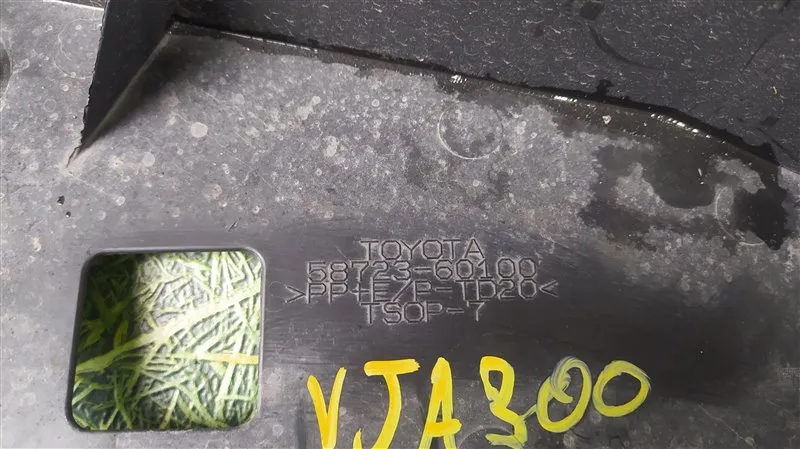 TOYOTA
58723-60100
>PP+E/P-TD20<
TSOP-7
VJA300